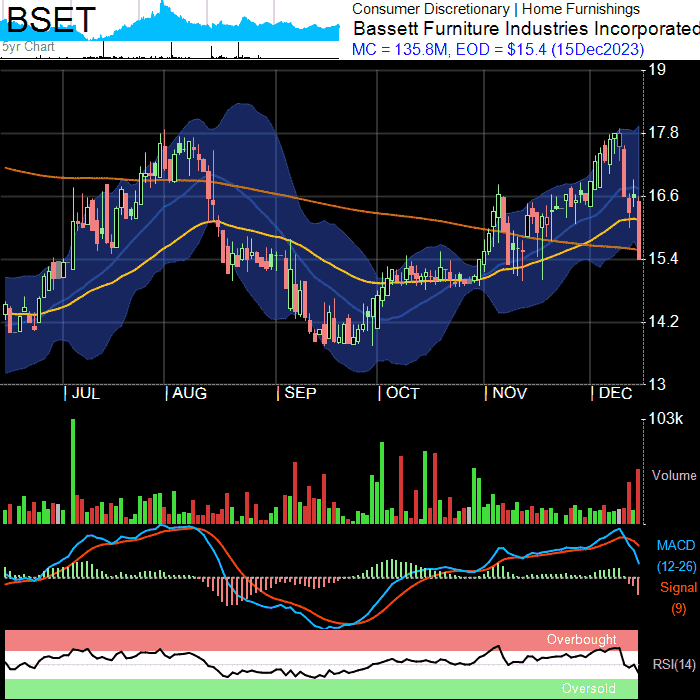 BSET
5yr Chart
Consumer Discretionary | Home Furnishings
Bassett Furniture Industries Incorporated
MC = 135.8M, EOD = $15.4 (15Dec2023)
19
17.8
16.6
15.4
14.2
13
| JUL | AUG | SEP | OCT | NOV | DEC
103k
Volume
MACD
(12-26)
Signal
(9)
Overbought
RSI(14)
Oversold